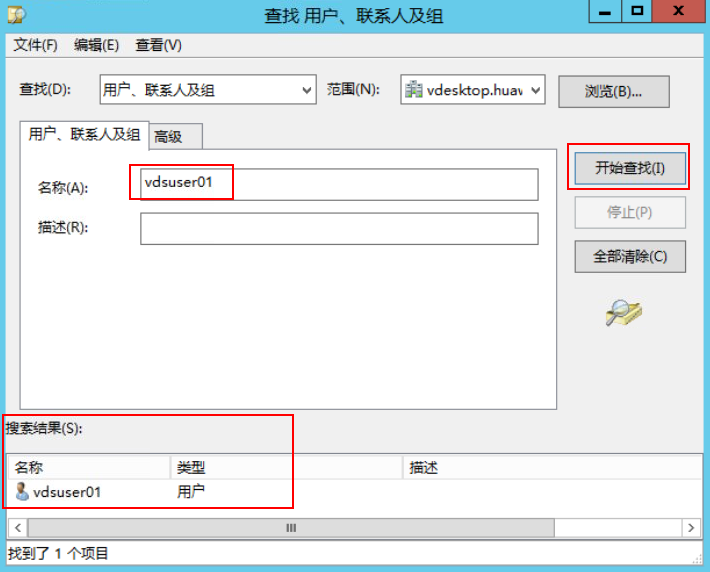 查找 用户、联系人及组
文件(F) 编辑(E) 查看(V)
查找(D): 用户、联系人及组 范围(N): vdesktop.huaw 浏览(B)...
用户、联系人及组 高级
名称(A): vdsuser01
描述(R):
开始查找(I)
停止(P)
全部清除(C)
搜索结果(S):
名称 类型 描述
vdsuser01 用户
找到了 1 个项目